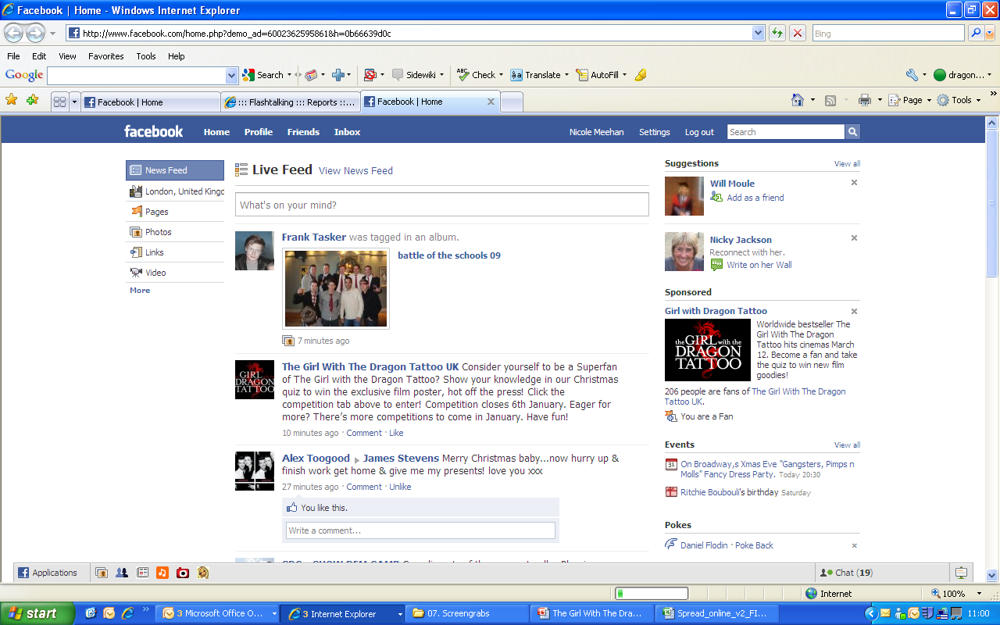 Facebook | Home - Windows Internet Explorer
http://www.facebook.com/home.php?demo_ad=6002362595861&h=0b66639d0c
Bing
File Edit View Favorites Tools Help
Google Search Sidewiki Check Translate AutoFill dragon...
Facebook | Home ::: Flashtalking ::: Reports ::... Facebook | Home Page Tools
facebook Home Profile Friends Inbox Nicole Meehan Settings Log out Search
News Feed
London, United Kingd
Pages
Photos
Links
Video
More
Live Feed View News Feed
What's on your mind?
Frank Tasker was tagged in an album.
battle of the schools 09
7 minutes ago
the GIRL with the DRAGON TATTOO
The Girl With The Dragon Tattoo UK Consider yourself to be a Superfan
of The Girl with the Dragon Tattoo? Show your knowledge in our Christmas
quiz to win the exclusive film poster, hot off the press! Click the
competition tab above to enter! Competition closes 6th January. Eager for
more? There's more competitions to come in January. Have fun!
10 minutes ago · Comment · Like
Alex Toogood James Stevens Merry Christmas baby...now hurry up &
finish work get home & give me my presents! love you xxx
27 minutes ago · Comment · Unlike
You like this.
Write a comment...
Suggestions View all
Will Moule
Add as a friend
Nicky Jackson
Reconnect with her.
Write on her Wall
Sponsored
Girl with Dragon Tattoo
the GIRL with the
DRAGON
TATTOO
Worldwide bestseller The
Girl With The Dragon
Tattoo hits cinemas March
12. Become a fan and take
the quiz to win new film
goodies!
206 people are fans of The Girl With The Dragon
Tattoo UK.
You are a Fan
Events View all
31 On Broadway,s Xmas Eve "Gangsters, Pimps n
Molls" Fancy Dress Party. Today 20:30
Ritchie Boubouli's birthday Saturday
Pokes
Daniel Flodin · Poke Back
Applications Chat (19)
Internet 100%
start 3 Microsoft Office O... 3 Internet Explorer 07. Screengrabs The Girl With The Dra... Spread_online_v2_FI... 11:00